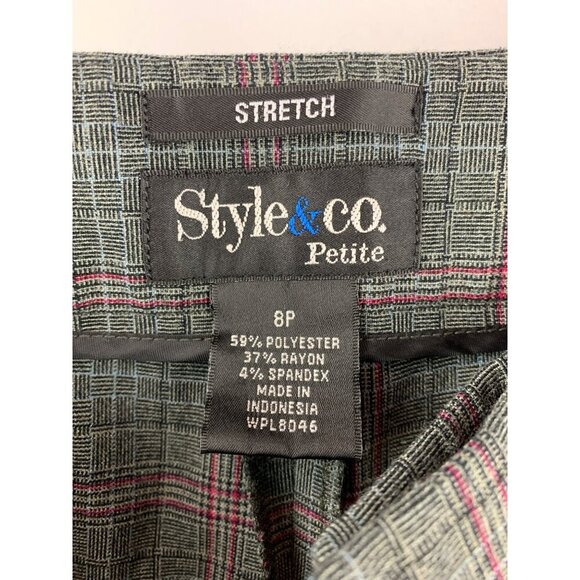 STRETCH
Style&co.
Petite
8P
59% POLYESTER
37% RAYON
4% SPANDEX
MADE IN
INDONESIA
WPL8046